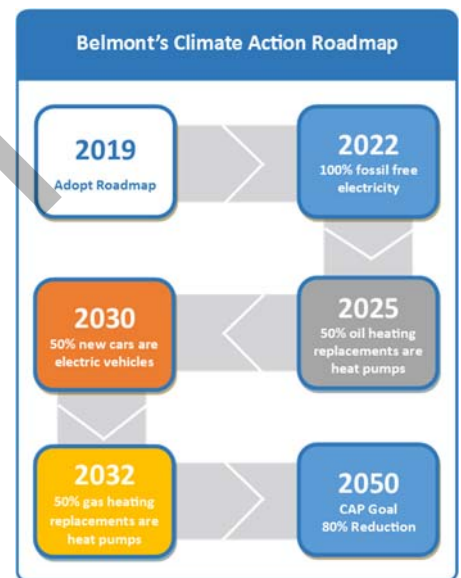 Belmont's Climate Action Roadmap
2019
Adopt Roadmap
2022
100% fossil free
electricity
2025
50% oil heating
replacements are
heat pumps
2030
50% new cars are
electric vehicles
2032
50% gas heating
replacements are
heat pumps
2050
CAP Goal
80% Reduction